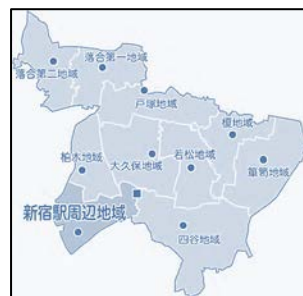 落合第一地域
落合第二地域
戸塚地域
榎地域
柏木地域
大久保地域
若松地域
箪笥地域
新宿駅周辺地域
四谷地域